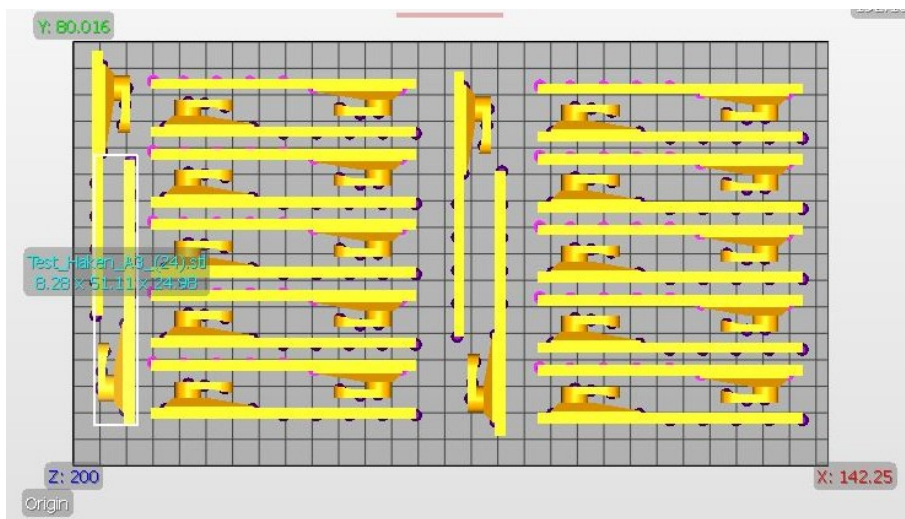 Y: 80.016
Test_Haken_A3_(24).stl
8.28 x 51.11 x 24.98
Z: 200
X: 142.25
Origin